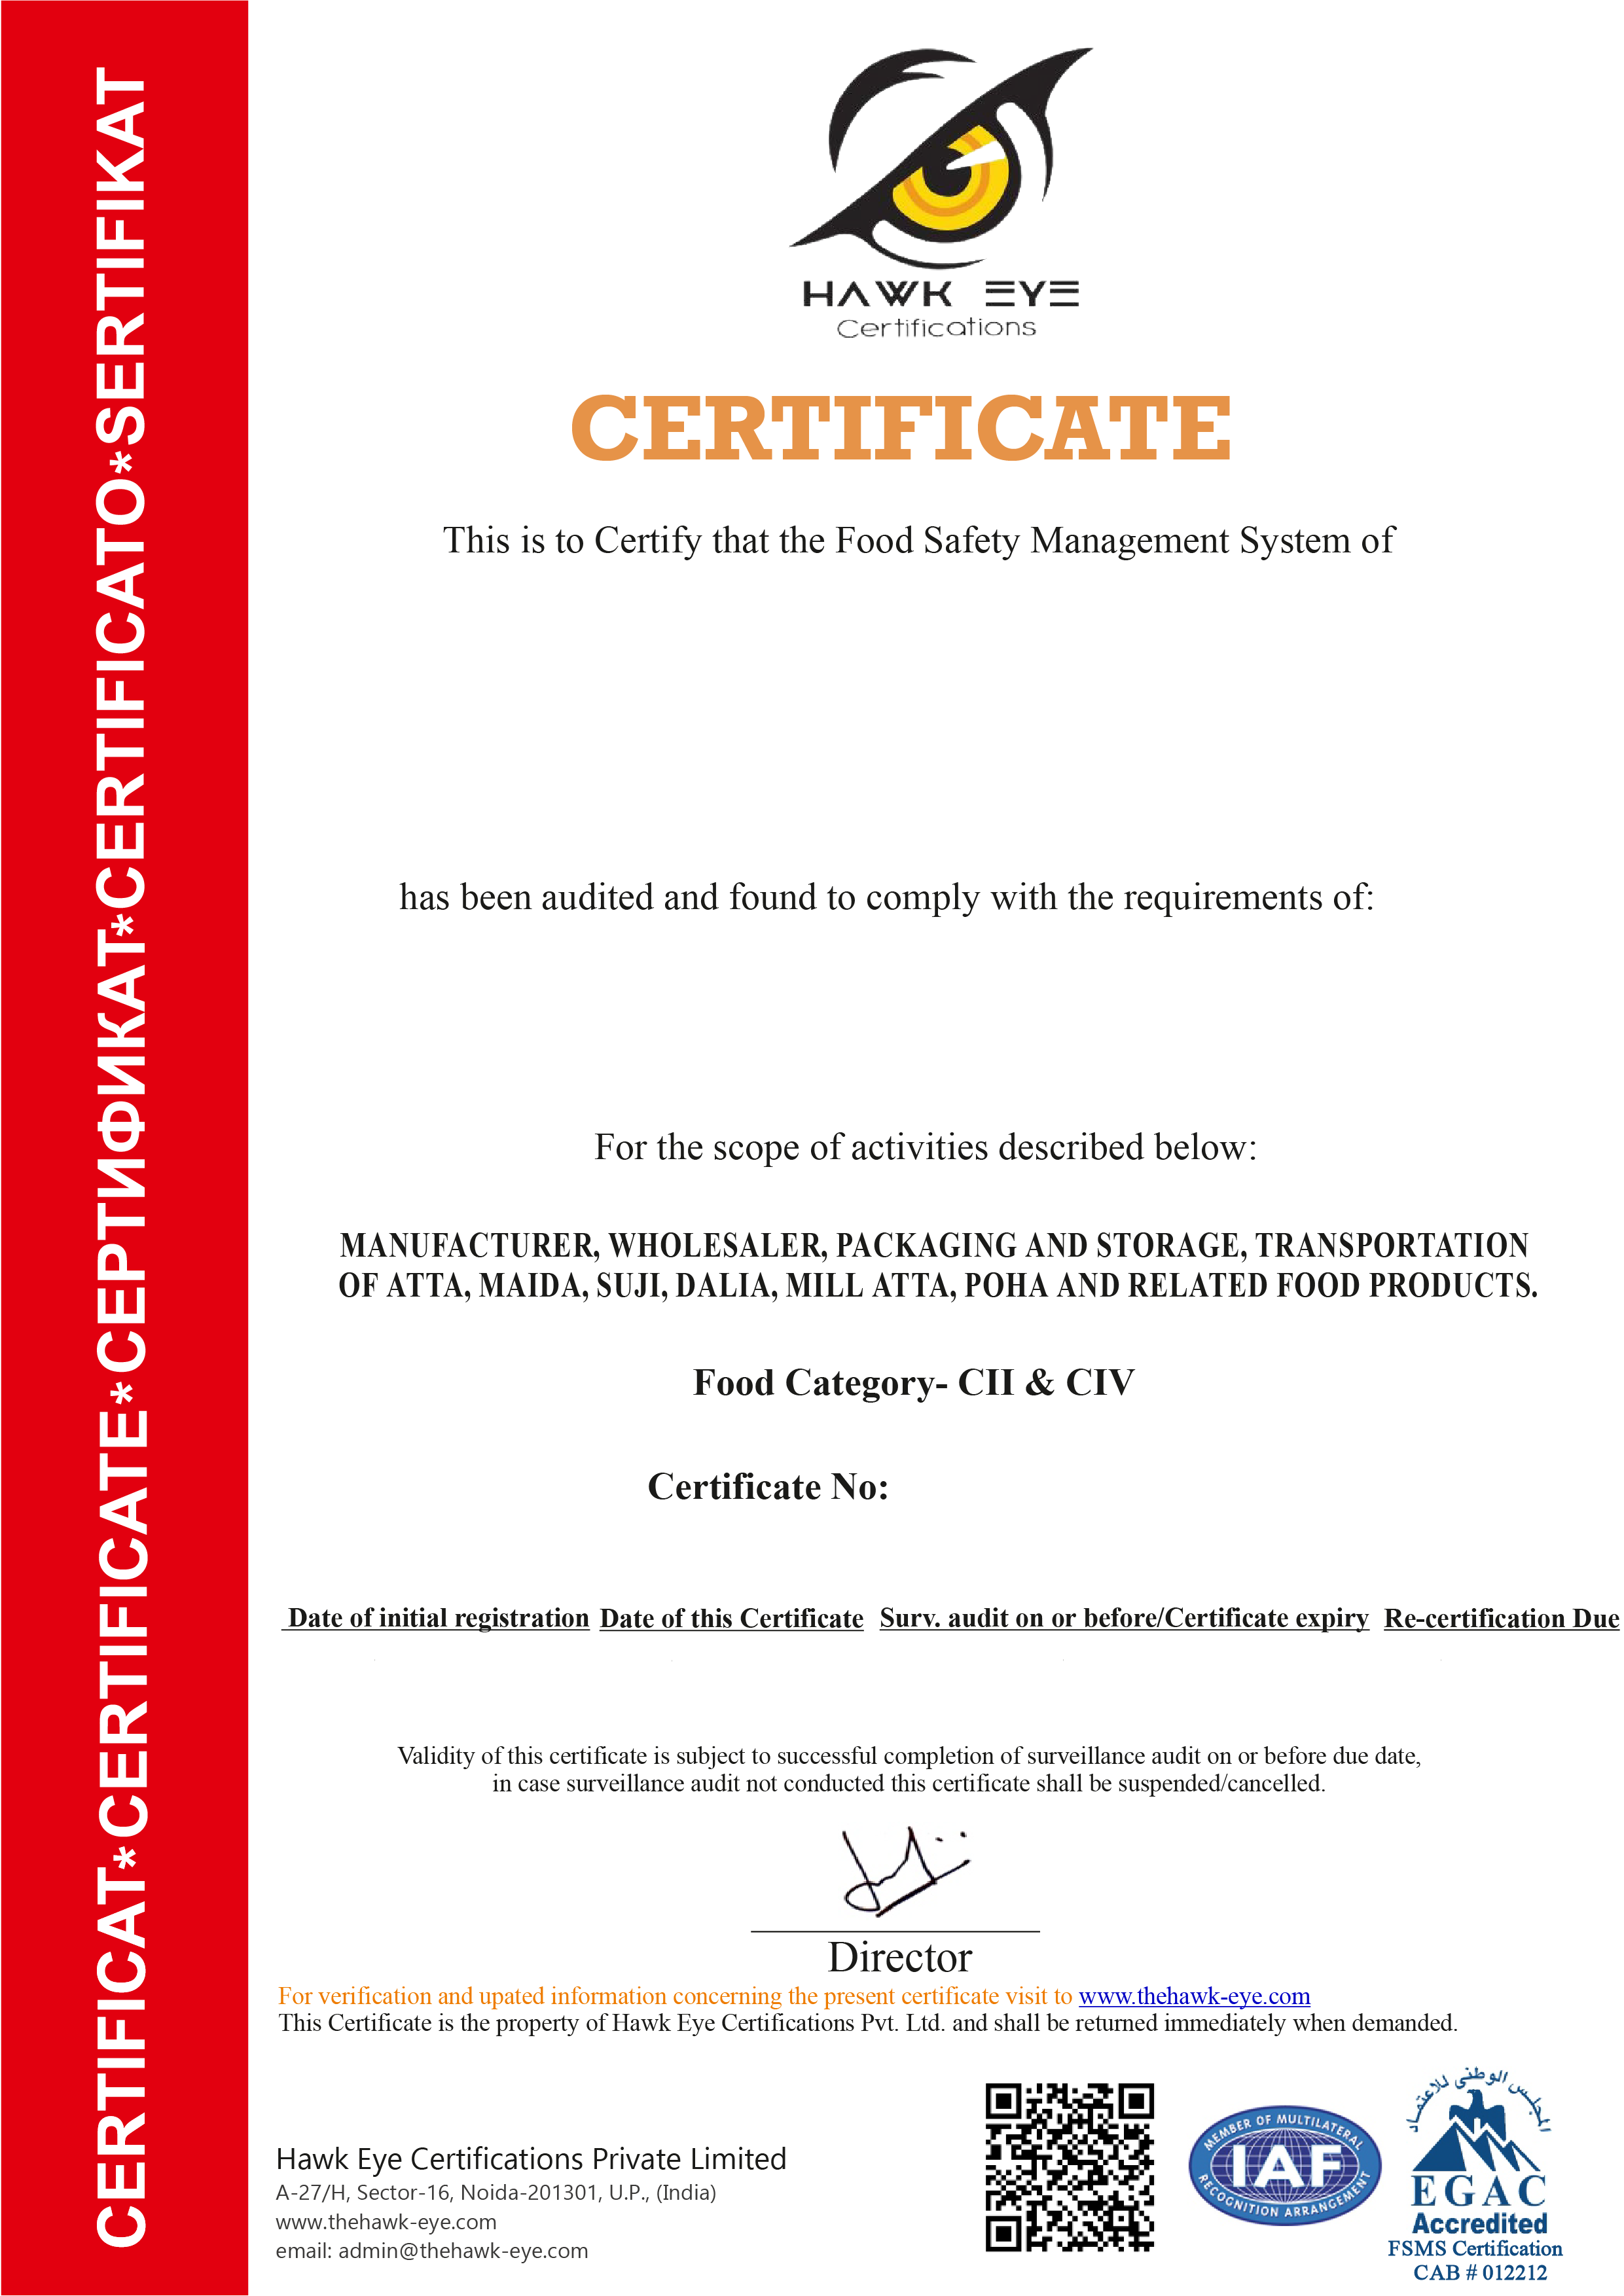 CERTIFICAT*CERTIFICATE*СЕРТИФИКАТ*CERTIFICATO*SERTIFIKAT
HAWK EYE
Certifications
CERTIFICATE
This is to Certify that the Food Safety Management System of
has been audited and found to comply with the requirements of:
For the scope of activities described below:
MANUFACTURER, WHOLESALER, PACKAGING AND STORAGE, TRANSPORTATION
OF ATTA, MAIDA, SUJI, DALIA, MILL ATTA, POHA AND RELATED FOOD PRODUCTS.
Food Category- CII & CIV
Certificate No:
Date of initial registration Date of this Certificate Surv. audit on or before/Certificate expiry Re-certification Due
Validity of this certificate is subject to successful completion of surveillance audit on or before due date,
in case surveillance audit not conducted this certificate shall be suspended/cancelled.
Director
For verification and upated information concerning the present certificate visit to www.thehawk-eye.com
This Certificate is the property of Hawk Eye Certifications Pvt. Ltd. and shall be returned immediately when demanded.
Hawk Eye Certifications Private Limited
A-27/H, Sector-16, Noida-201301, U.P., (India)
www.thehawk-eye.com
email: admin@thehawk-eye.com
MEMBER OF MULTILATERAL
IAF
RECOGNITION ARRANGEMENT
المجلس الوطنى للاعتماد
EGAC
Accredited
FSMS Certification
CAB # 012212